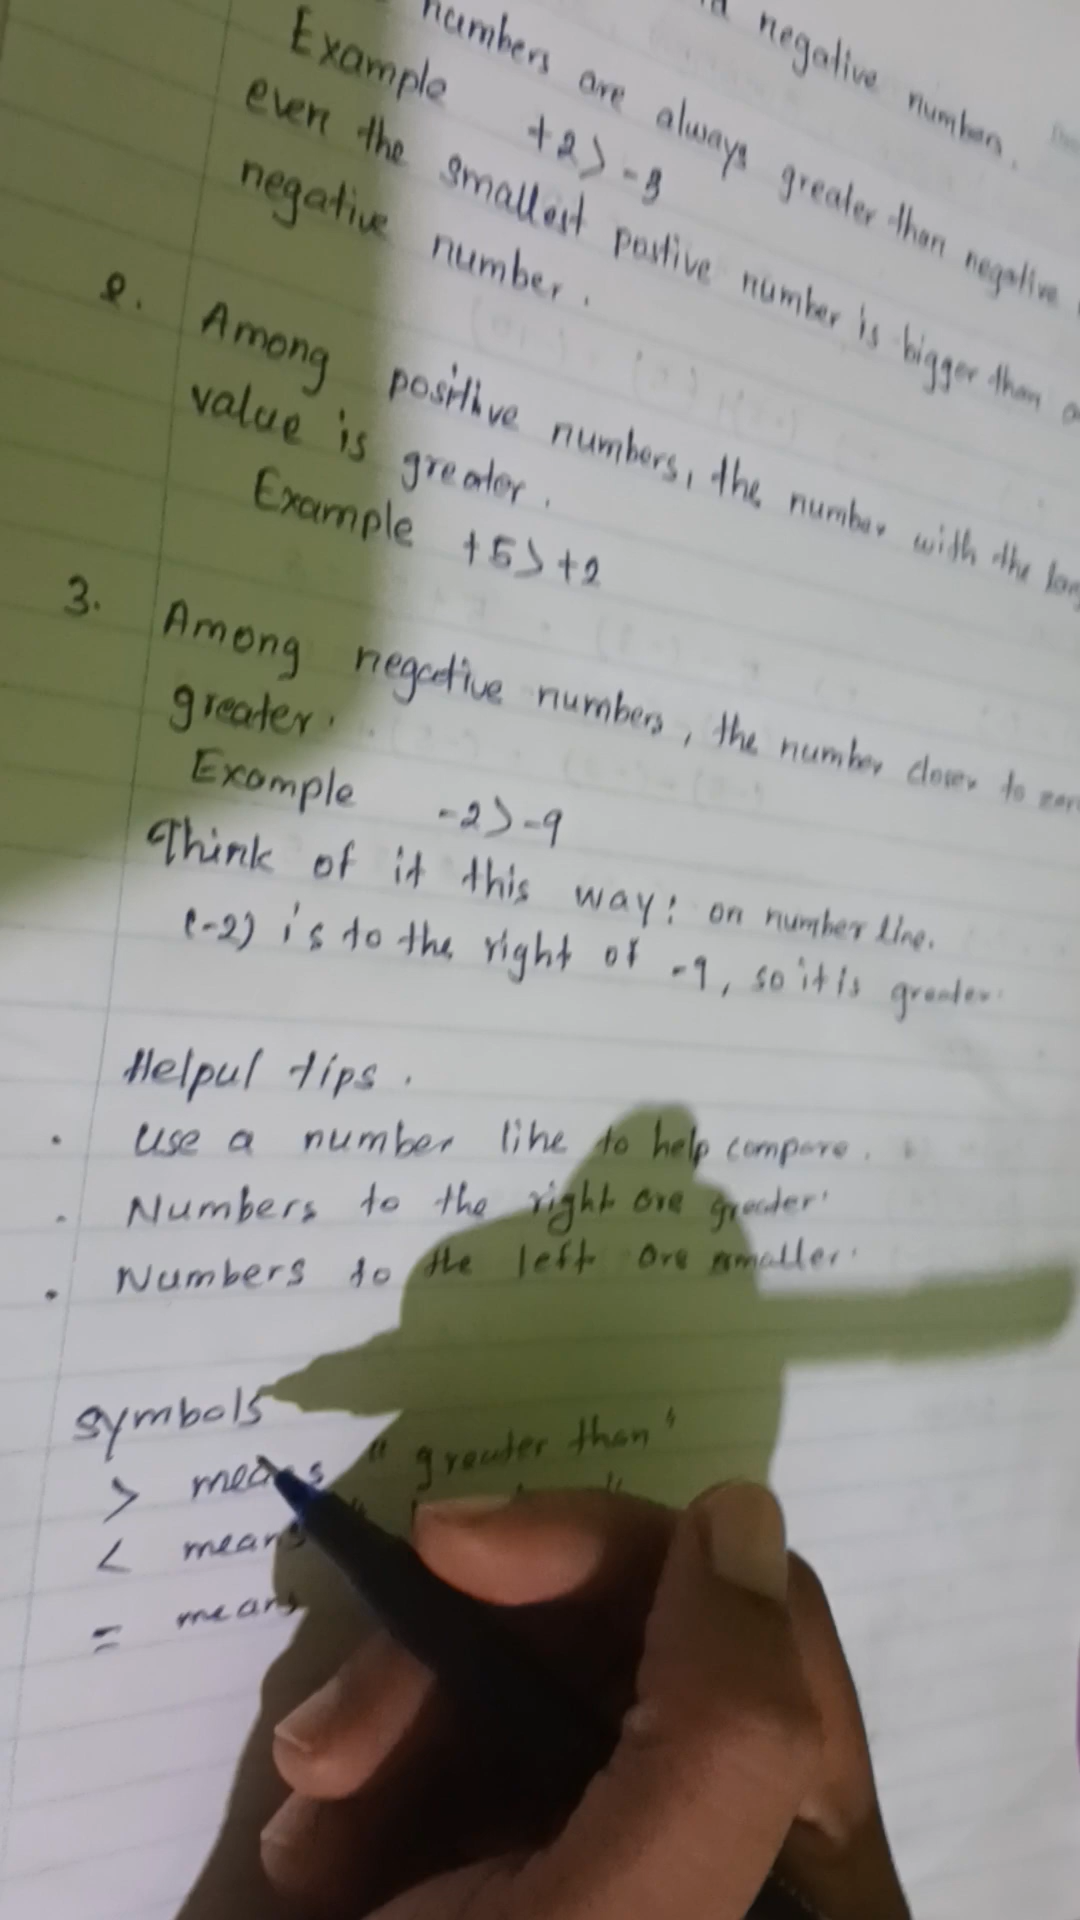 negative numbers.
numbers are always greater than negative
Example +2 > -3
even the smallest postive number is bigger than a
negative number.
2. Among positive numbers, the number with the
value is greater.
Example +5 > +2
3. Among negative numbers, the number closer to zero
greater.
Example -2 > -9
Think of it this way: on number line.
(-2) is to the right of -9, so it is greater.
Helpul tips.
• Use a number line to help compare.
• Numbers to the right are greater.
• Numbers to the left are smaller.
symbols
> means "greater than"
< means
= means